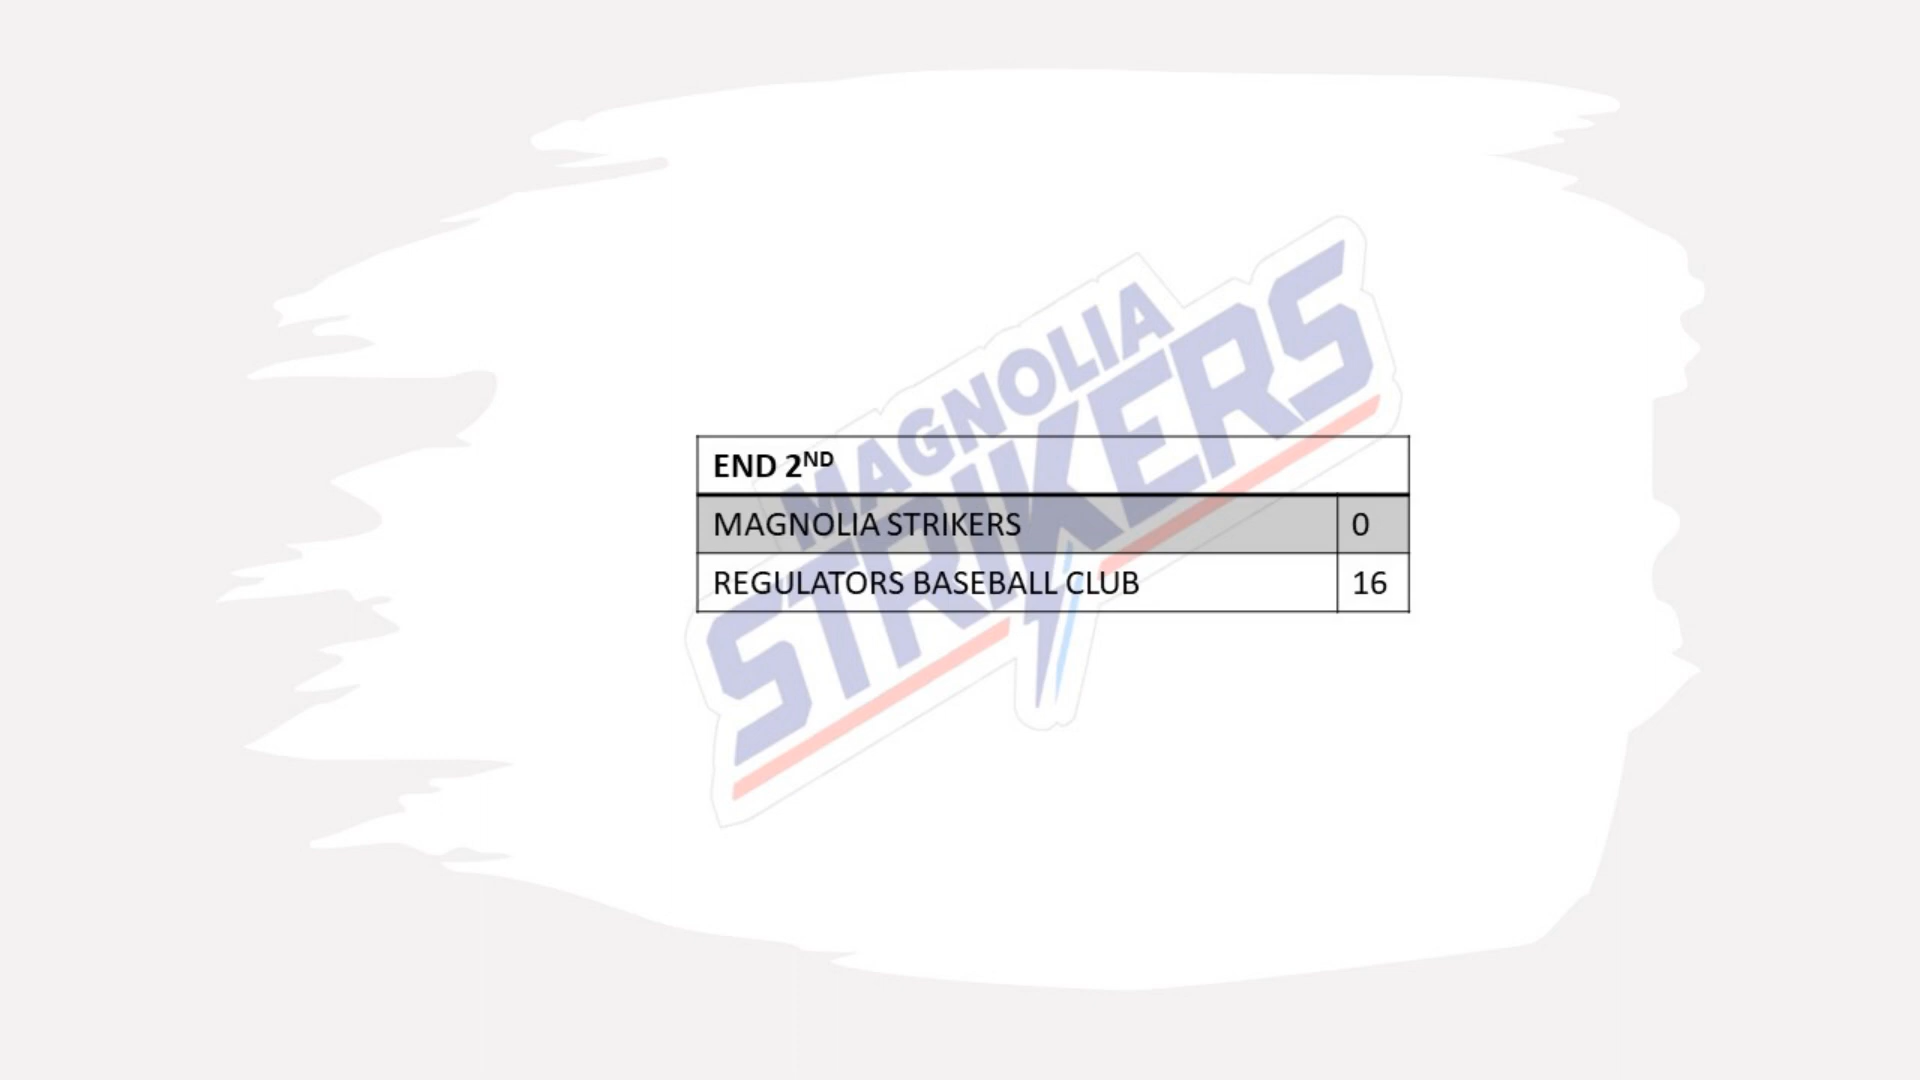 MAGNOLIA
STRIKERS
END 2ND
MAGNOLIA STRIKERS 0
REGULATORS BASEBALL CLUB 16